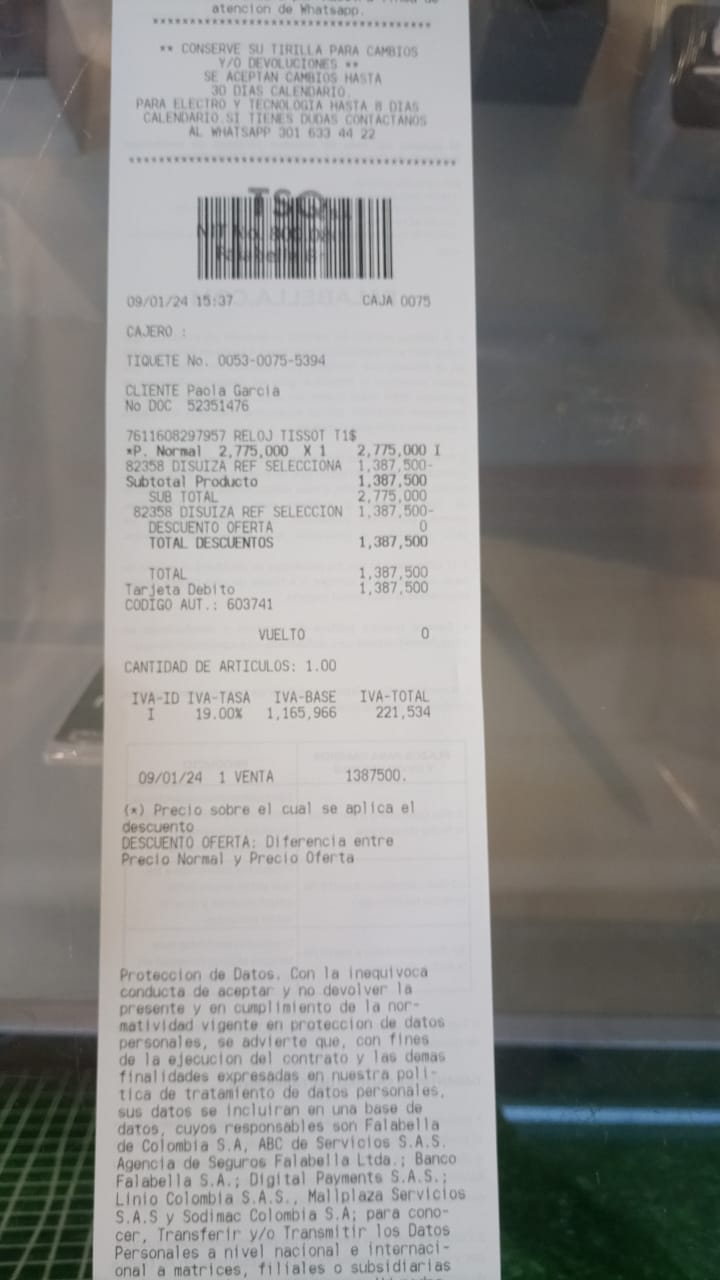 atencion de Whatsapp.
*****************************************
** CONSERVE SU TIRILLA PARA CAMBIOS
Y/O DEVOLUCIONES **
SE ACEPTAN CAMBIOS HASTA
30 DIAS CALENDARIO.
PARA ELECTRO Y TECNOLOGIA HASTA 8 DIAS
CALENDARIO.SI TIENES DUDAS CONTACTANOS
AL WHATSAPP 301 633 44 22
*****************************************
09/01/24 15:37 CAJA 0075
CAJERO :
TIQUETE No. 0053-0075-5394
CLIENTE Paola Garcia
No DOC 52351476
7611608297957 RELOJ TISSOT T1$
*P. Normal 2,775,000 X 1 2,775,000 I
82358 DISUIZA REF SELECCIONA 1,387,500-
Subtotal Producto 1,387,500
SUB TOTAL 2,775,000
82358 DISUIZA REF SELECCION 1,387,500-
DESCUENTO OFERTA 0
TOTAL DESCUENTOS 1,387,500
TOTAL 1,387,500
Tarjeta Debito 1,387,500
CODIGO AUT.: 603741
VUELTO 0
CANTIDAD DE ARTICULOS: 1.00
IVA-ID IVA-TASA IVA-BASE IVA-TOTAL
I 19.00% 1,165,966 221,534
09/01/24 1 VENTA 1387500.
(*) Precio sobre el cual se aplica el
descuento
DESCUENTO OFERTA: Diferencia entre
Precio Normal y Precio Oferta
Proteccion de Datos. Con la inequivoca
conducta de aceptar y no devolver la
presente y en cumplimiento de la nor-
matividad vigente en proteccion de datos
personales, se advierte que, con fines
de la ejecucion del contrato y las demas
finalidades expresadas en nuestra poli-
tica de tratamiento de datos personales,
sus datos se incluiran en una base de
datos, cuyos responsables son Falabella
de Colombia S.A, ABC de Servicios S.A.S.
Agencia de Seguros Falabella Ltda.; Banco
Falabella S.A.; Digital Payments S.A.S.;
Linio Colombia S.A.S., Mallplaza Servicios
S.A.S y Sodimac Colombia S.A; para cono-
cer, Transferir y/o Transmitir los Datos
Personales a nivel nacional e internaci-
onal a matrices, filiales o subsidiarias